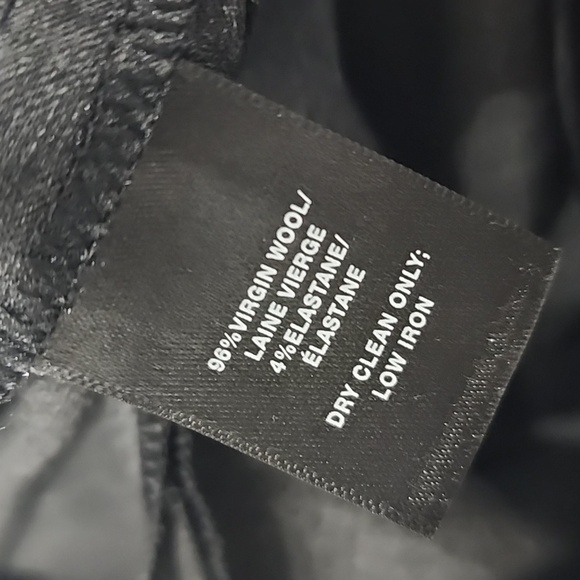 96%VIRGIN WOOL/
LAINE VIERGE
4%ELASTANE/
ÉLASTANE
DRY CLEAN ONLY;
LOW IRON